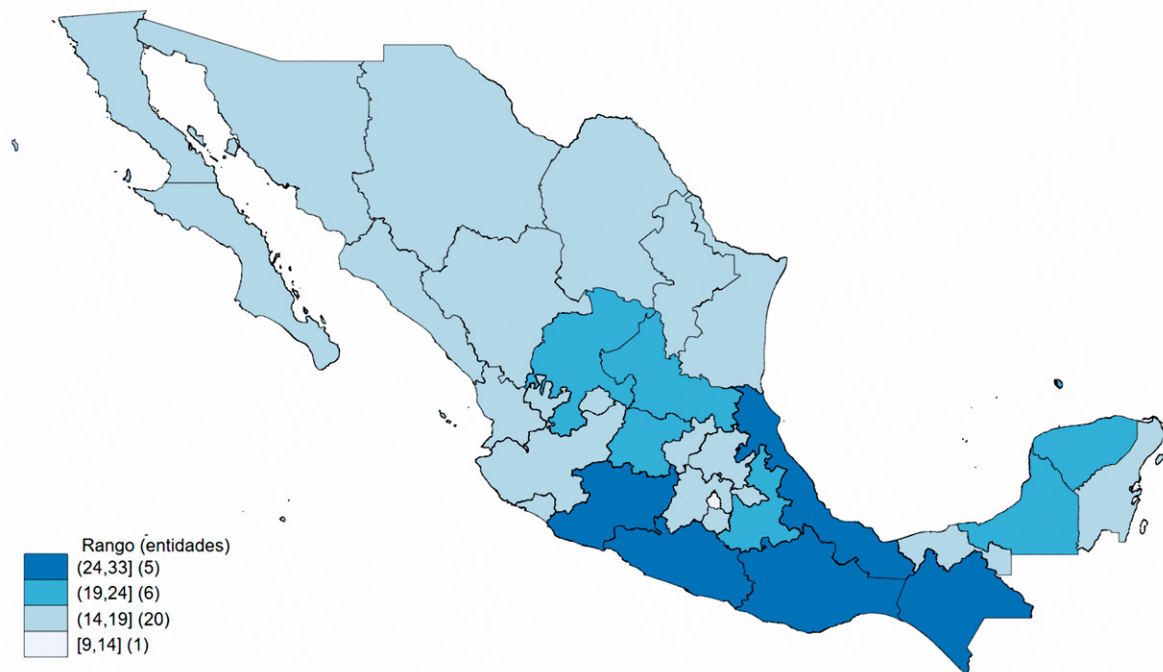 Rango (entidades)
(24,33] (5)
(19,24] (6)
(14,19] (20)
[9,14] (1)